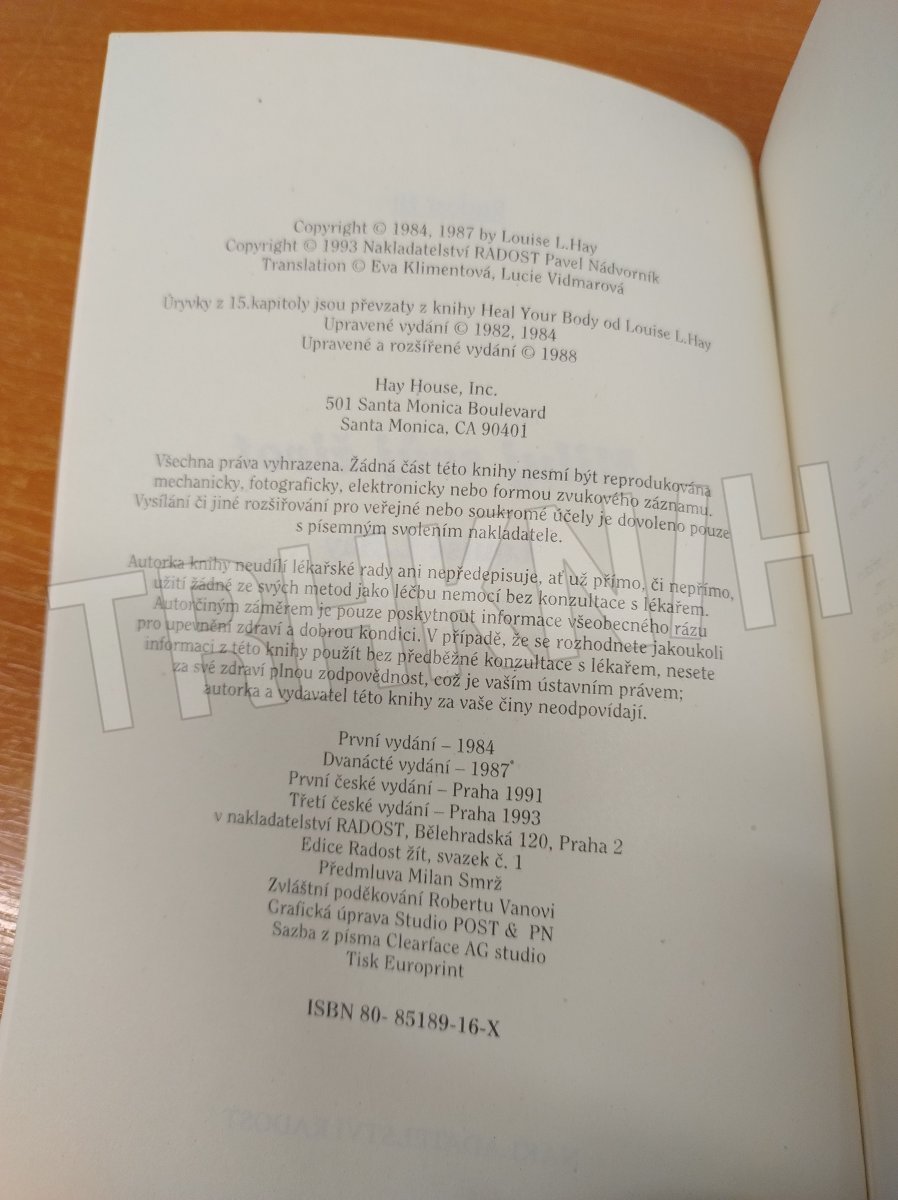 Copyright © 1984, 1987 by Louise L.Hay
Copyright © 1993 Nakladatelství RADOST Pavel Nádvorník
Translation © Eva Klimentová, Lucie Vidmarová
Úryvky z 15.kapitoly jsou převzaty z knihy Heal Your Body od Louise L.Hay
Upravené vydání © 1982, 1984
Upravené a rozšířené vydání © 1988
Hay House, Inc.
501 Santa Monica Boulevard
Santa Monica, CA 90401
Všechna práva vyhrazena. Žádná část této knihy nesmí být reprodukována
mechanicky, fotograficky, elektronicky nebo formou zvukového záznamu.
Vysílání či jiné rozšiřování pro veřejné nebo soukromé účely je dovoleno pouze
s písemným svolením nakladatele.
Autorka knihy neudílí lékařské rady ani nepředepisuje, ať už přímo, či nepřímo,
užití žádné ze svých metod jako léčbu nemocí bez konzultace s lékařem.
Autorčiným záměrem je pouze poskytnout informace všeobecného rázu
pro upevnění zdraví a dobrou kondici. V případě, že se rozhodnete jakoukoli
informaci z této knihy použít bez předběžné konzultace s lékařem, nesete
za své zdraví plnou zodpovědnost, což je vaším ústavním právem;
autorka a vydavatel této knihy za vaše činy neodpovídají.
První vydání – 1984
Dvanácté vydání – 1987
První české vydání – Praha 1991
Třetí české vydání – Praha 1993
v nakladatelství RADOST, Bělehradská 120, Praha 2
Edice Radost žít, svazek č. 1
Předmluva Milan Smrž
Zvláštní poděkování Robertu Vanovi
Grafická úprava Studio POST & PN
Sazba z písma Clearface AG studio
Tisk Europrint
ISBN 80- 85189-16-X